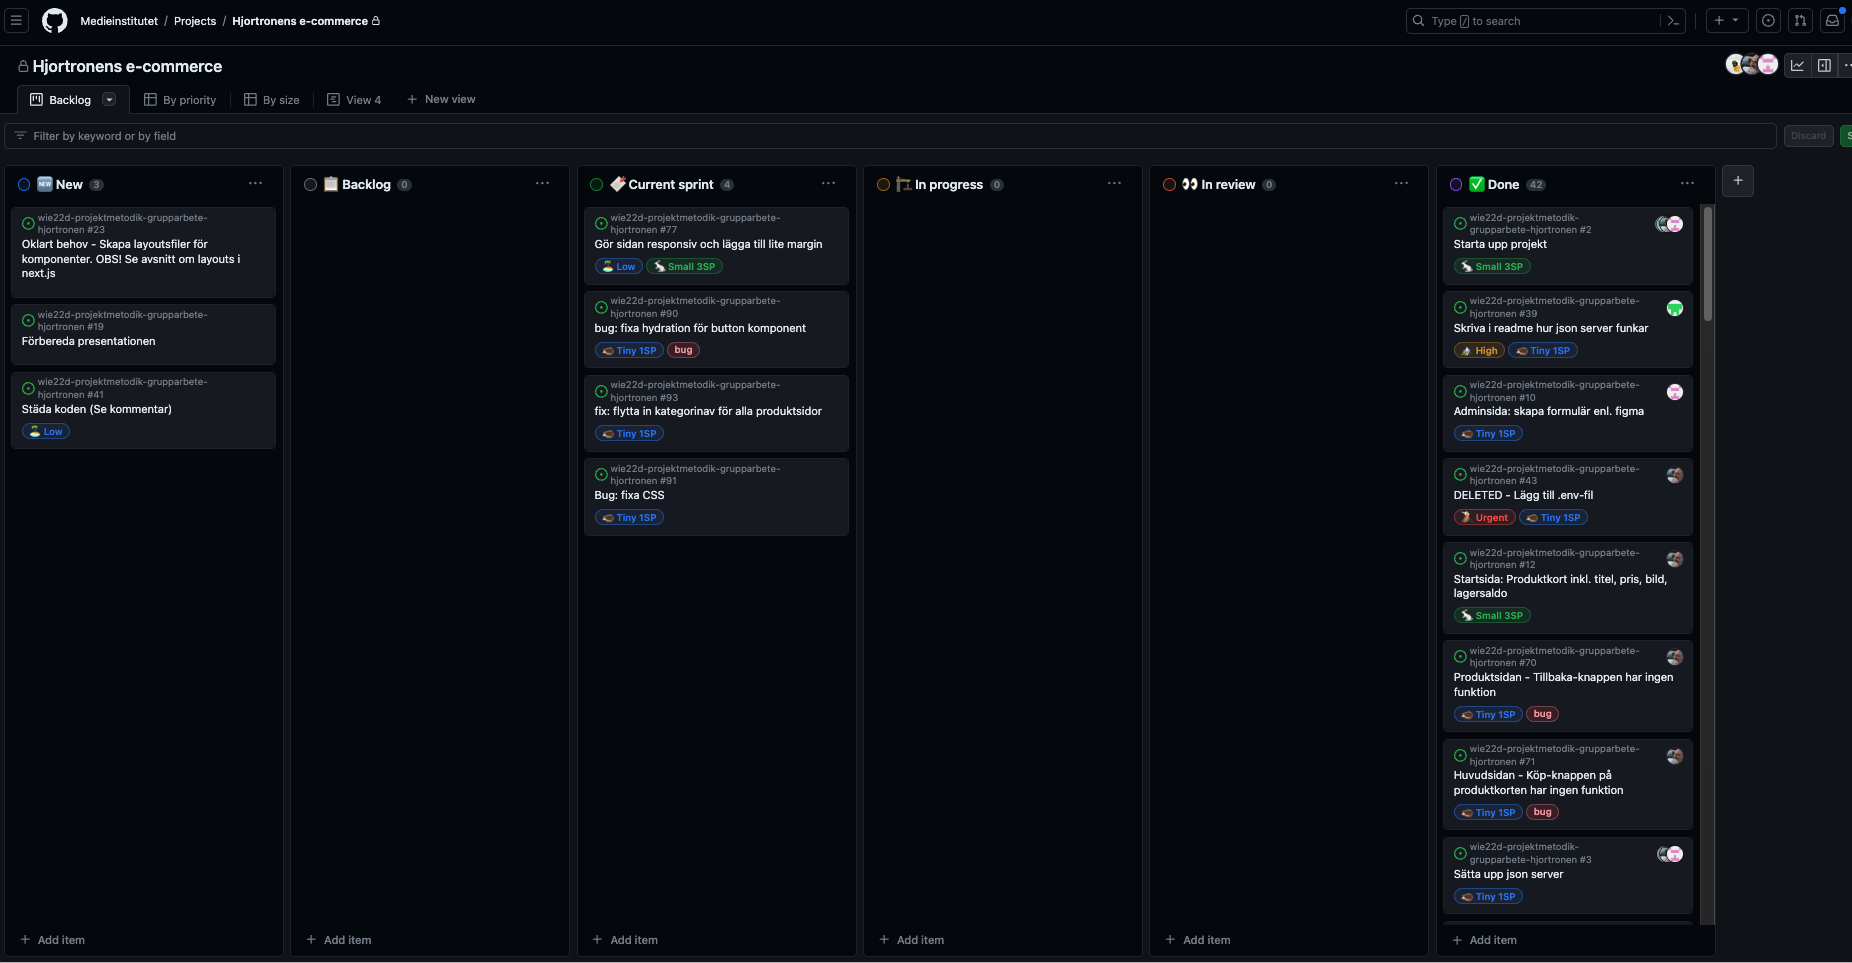 Medieinstitutet / Projects / Hjortronens e-commerce
Type / to search
Hjortronens e-commerce
Backlog
By priority
By size
View 4
+ New view
Filter by keyword or by field
Discard
S
NEW New 3
wie22d-projektmetodik-grupparbete-
hjortronen #23
Oklart behov - Skapa layoutsfiler för
komponenter. OBS! Se avsnitt om layouts i
next.js
wie22d-projektmetodik-grupparbete-
hjortronen #19
Förbereda presentationen
wie22d-projektmetodik-grupparbete-
hjortronen #41
Städa koden (Se kommentar)
Low
+ Add item
Backlog 0
+ Add item
Current sprint 4
wie22d-projektmetodik-grupparbete-
hjortronen #77
Gör sidan responsiv och lägga till lite margin
Low
Small 3SP
wie22d-projektmetodik-grupparbete-
hjortronen #90
bug: fixa hydration för button komponent
Tiny 1SP
bug
wie22d-projektmetodik-grupparbete-
hjortronen #93
fix: flytta in kategorinav för alla produktsidor
Tiny 1SP
wie22d-projektmetodik-grupparbete-
hjortronen #91
Bug: fixa CSS
Tiny 1SP
+ Add item
In progress 0
+ Add item
In review 0
+ Add item
Done 42
wie22d-projektmetodik-
grupparbete-hjortronen #2
Starta upp projekt
Small 3SP
wie22d-projektmetodik-grupparbete-
hjortronen #39
Skriva i readme hur json server funkar
High
Tiny 1SP
wie22d-projektmetodik-grupparbete-
hjortronen #10
Adminsida: skapa formulär enl. figma
Tiny 1SP
wie22d-projektmetodik-grupparbete-
hjortronen #43
DELETED - Lägg till .env-fil
Urgent
Tiny 1SP
wie22d-projektmetodik-grupparbete-
hjortronen #12
Startsida: Produktkort inkl. titel, pris, bild,
lagersaldo
Small 3SP
wie22d-projektmetodik-grupparbete-
hjortronen #70
Produktsidan - Tillbaka-knappen har ingen
funktion
Tiny 1SP
bug
wie22d-projektmetodik-grupparbete-
hjortronen #71
Huvudsidan - Köp-knappen på
produktkorten har ingen funktion
Tiny 1SP
bug
wie22d-projektmetodik-
grupparbete-hjortronen #3
Sätta upp json server
Tiny 1SP
+ Add item